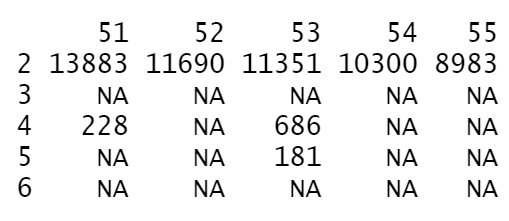 51 52 53 54 55
2 13883 11690 11351 10300 8983
3 NA NA NA NA NA
4 228 NA 686 NA NA
5 NA NA 181 NA NA
6 NA NA NA NA NA